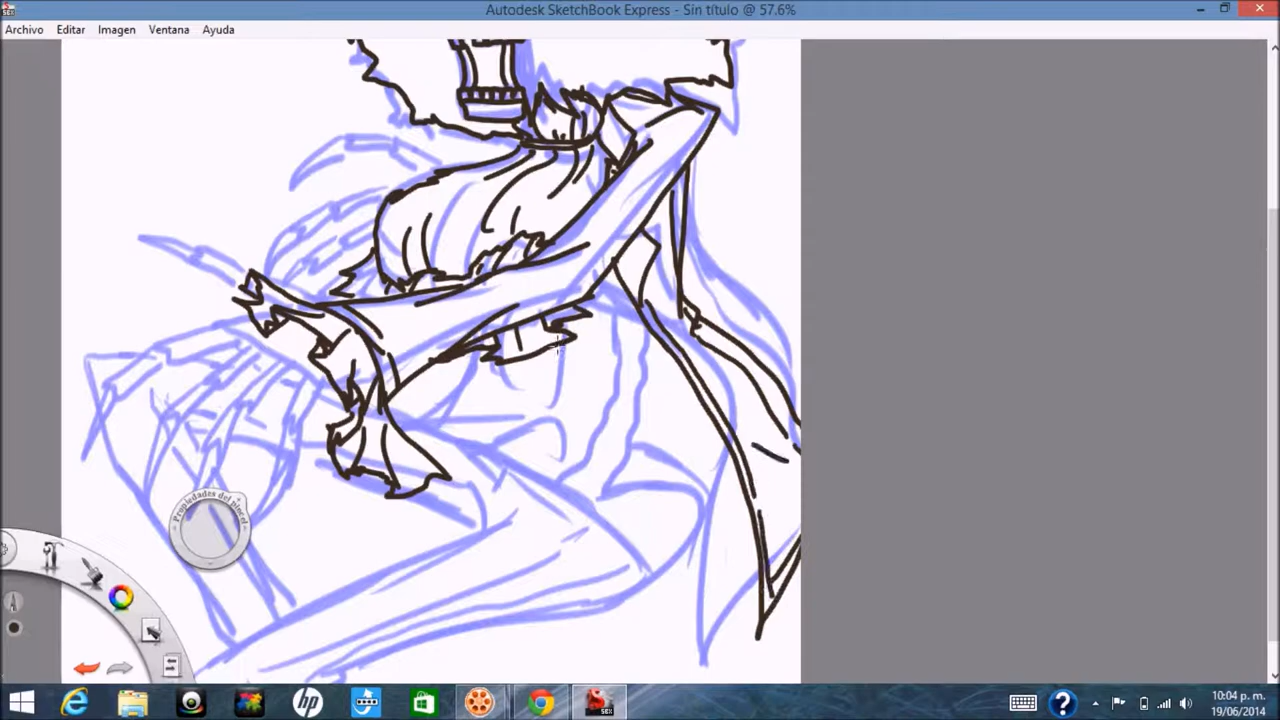 Autodesk SketchBook Express - Sin título @ 57.6%
Archivo Editar Imagen Ventana Ayuda
Propiedades del pincel
SBX
10:04 p. m.
19/06/2014